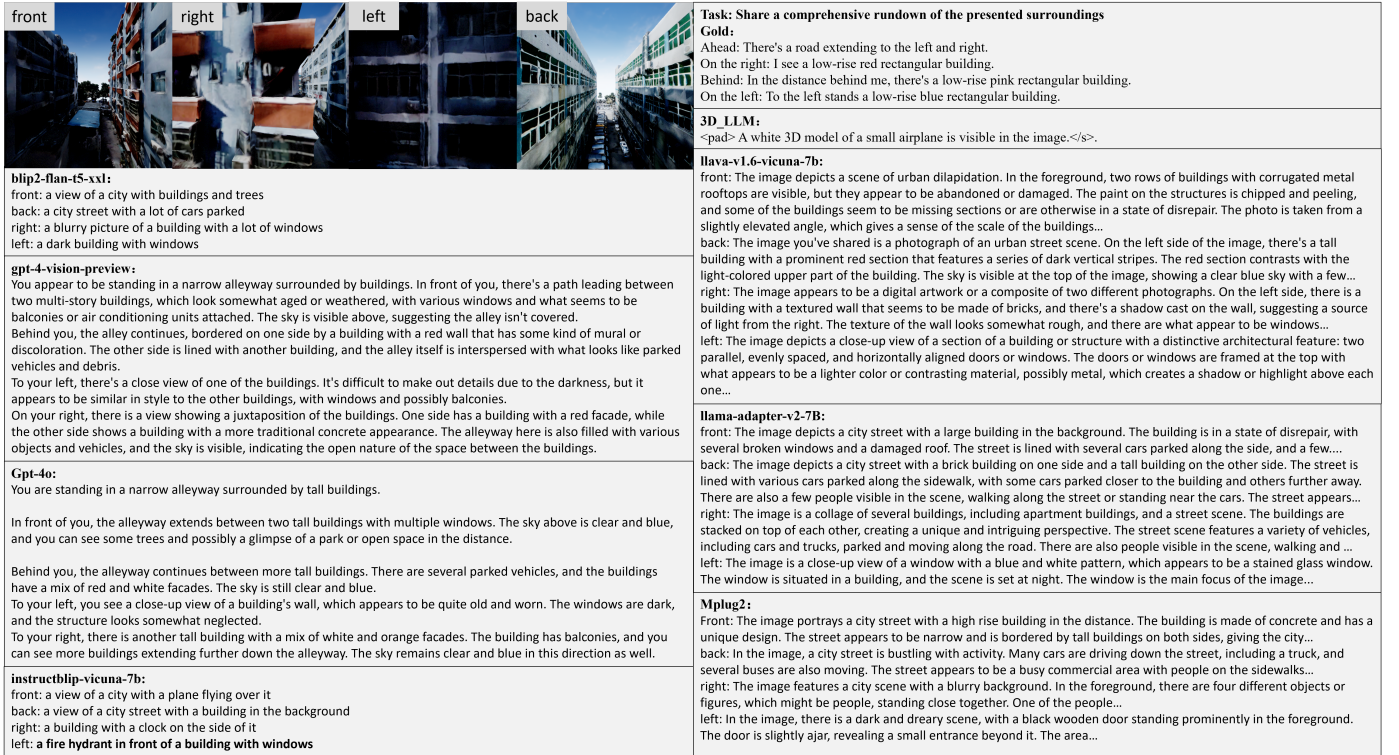 front
right
left
back
blip2-flan-t5-xxl:
front: a view of a city with buildings and trees
back: a city street with a lot of cars parked
right: a blurry picture of a building with a lot of windows
left: a dark building with windows
gpt-4-vision-preview:
You appear to be standing in a narrow alleyway surrounded by buildings. In front of you, there's a path leading between
two multi-story buildings, which look somewhat aged or weathered, with various windows and what seems to be
balconies or air conditioning units attached. The sky is visible above, suggesting the alley isn't covered.
Behind you, the alley continues, bordered on one side by a building with a red wall that has some kind of mural or
discoloration. The other side is lined with another building, and the alley itself is interspersed with what looks like parked
vehicles and debris.
To your left, there's a close view of one of the buildings. It's difficult to make out details due to the darkness, but it
appears to be similar in style to the other buildings, with windows and possibly balconies.
On your right, there is a view showing a juxtaposition of the buildings. One side has a building with a red facade, while
the other side shows a building with a more traditional concrete appearance. The alleyway here is also filled with various
objects and vehicles, and the sky is visible, indicating the open nature of the space between the buildings.
Gpt-4o:
You are standing in a narrow alleyway surrounded by tall buildings.
In front of you, the alleyway extends between two tall buildings with multiple windows. The sky above is clear and blue,
and you can see some trees and possibly a glimpse of a park or open space in the distance.
Behind you, the alleyway continues between more tall buildings. There are several parked vehicles, and the buildings
have a mix of red and white facades. The sky is still clear and blue.
To your left, you see a close-up view of a building's wall, which appears to be quite old and worn. The windows are dark,
and the structure looks somewhat neglected.
To your right, there is another tall building with a mix of white and orange facades. The building has balconies, and you
can see more buildings extending further down the alleyway. The sky remains clear and blue in this direction as well.
instructblip-vicuna-7b:
front: a view of a city with a plane flying over it
back: a view of a city street with a building in the background
right: a building with a clock on the side of it
left: a fire hydrant in front of a building with windows
Task: Share a comprehensive rundown of the presented surroundings
Gold:
Ahead: There's a road extending to the left and right.
On the right: I see a low-rise red rectangular building.
Behind: In the distance behind me, there's a low-rise pink rectangular building.
On the left: To the left stands a low-rise blue rectangular building.
3D_LLM:
<pad> A white 3D model of a small airplane is visible in the image.</s>.
llava-v1.6-vicuna-7b:
front: The image depicts a scene of urban dilapidation. In the foreground, two rows of buildings with corrugated metal
rooftops are visible, but they appear to be abandoned or damaged. The paint on the structures is chipped and peeling,
and some of the buildings seem to be missing sections or are otherwise in a state of disrepair. The photo is taken from a
slightly elevated angle, which gives a sense of the scale of the buildings...
back: The image you've shared is a photograph of an urban street scene. On the left side of the image, there's a tall
building with a prominent red section that features a series of dark vertical stripes. The red section contrasts with the
light-colored upper part of the building. The sky is visible at the top of the image, showing a clear blue sky with a few...
right: The image appears to be a digital artwork or a composite of two different photographs. On the left side, there is a
building with a textured wall that seems to be made of bricks, and there's a shadow cast on the wall, suggesting a source
of light from the right. The texture of the wall looks somewhat rough, and there are what appear to be windows...
left: The image depicts a close-up view of a section of a building or structure with a distinctive architectural feature: two
parallel, evenly spaced, and horizontally aligned doors or windows. The doors or windows are framed at the top with
what appears to be a lighter color or contrasting material, possibly metal, which creates a shadow or highlight above each
one...
llama-adapter-v2-7B:
front: The image depicts a city street with a large building in the background. The building is in a state of disrepair, with
several broken windows and a damaged roof. The street is lined with several cars parked along the side, and a few....
back: The image depicts a city street with a brick building on one side and a tall building on the other side. The street is
lined with various cars parked along the sidewalk, with some cars parked closer to the building and others further away.
There are also a few people visible in the scene, walking along the street or standing near the cars. The street appears...
right: The image is a collage of several buildings, including apartment buildings, and a street scene. The buildings are
stacked on top of each other, creating a unique and intriguing perspective. The street scene features a variety of vehicles,
including cars and trucks, parked and moving along the road. There are also people visible in the scene, walking and ...
left: The image is a close-up view of a window with a blue and white pattern, which appears to be a stained glass window.
The window is situated in a building, and the scene is set at night. The window is the main focus of the image...
Mplug2:
Front: The image portrays a city street with a high rise building in the distance. The building is made of concrete and has a
unique design. The street appears to be narrow and is bordered by tall buildings on both sides, giving the city...
back: In the image, a city street is bustling with activity. Many cars are driving down the street, including a truck, and
several buses are also moving. The street appears to be a busy commercial area with people on the sidewalks...
right: The image features a city scene with a blurry background. In the foreground, there are four different objects or
figures, which might be people, standing close together. One of the people...
left: In the image, there is a dark and dreary scene, with a black wooden door standing prominently in the foreground.
The door is slightly ajar, revealing a small entrance beyond it. The area...